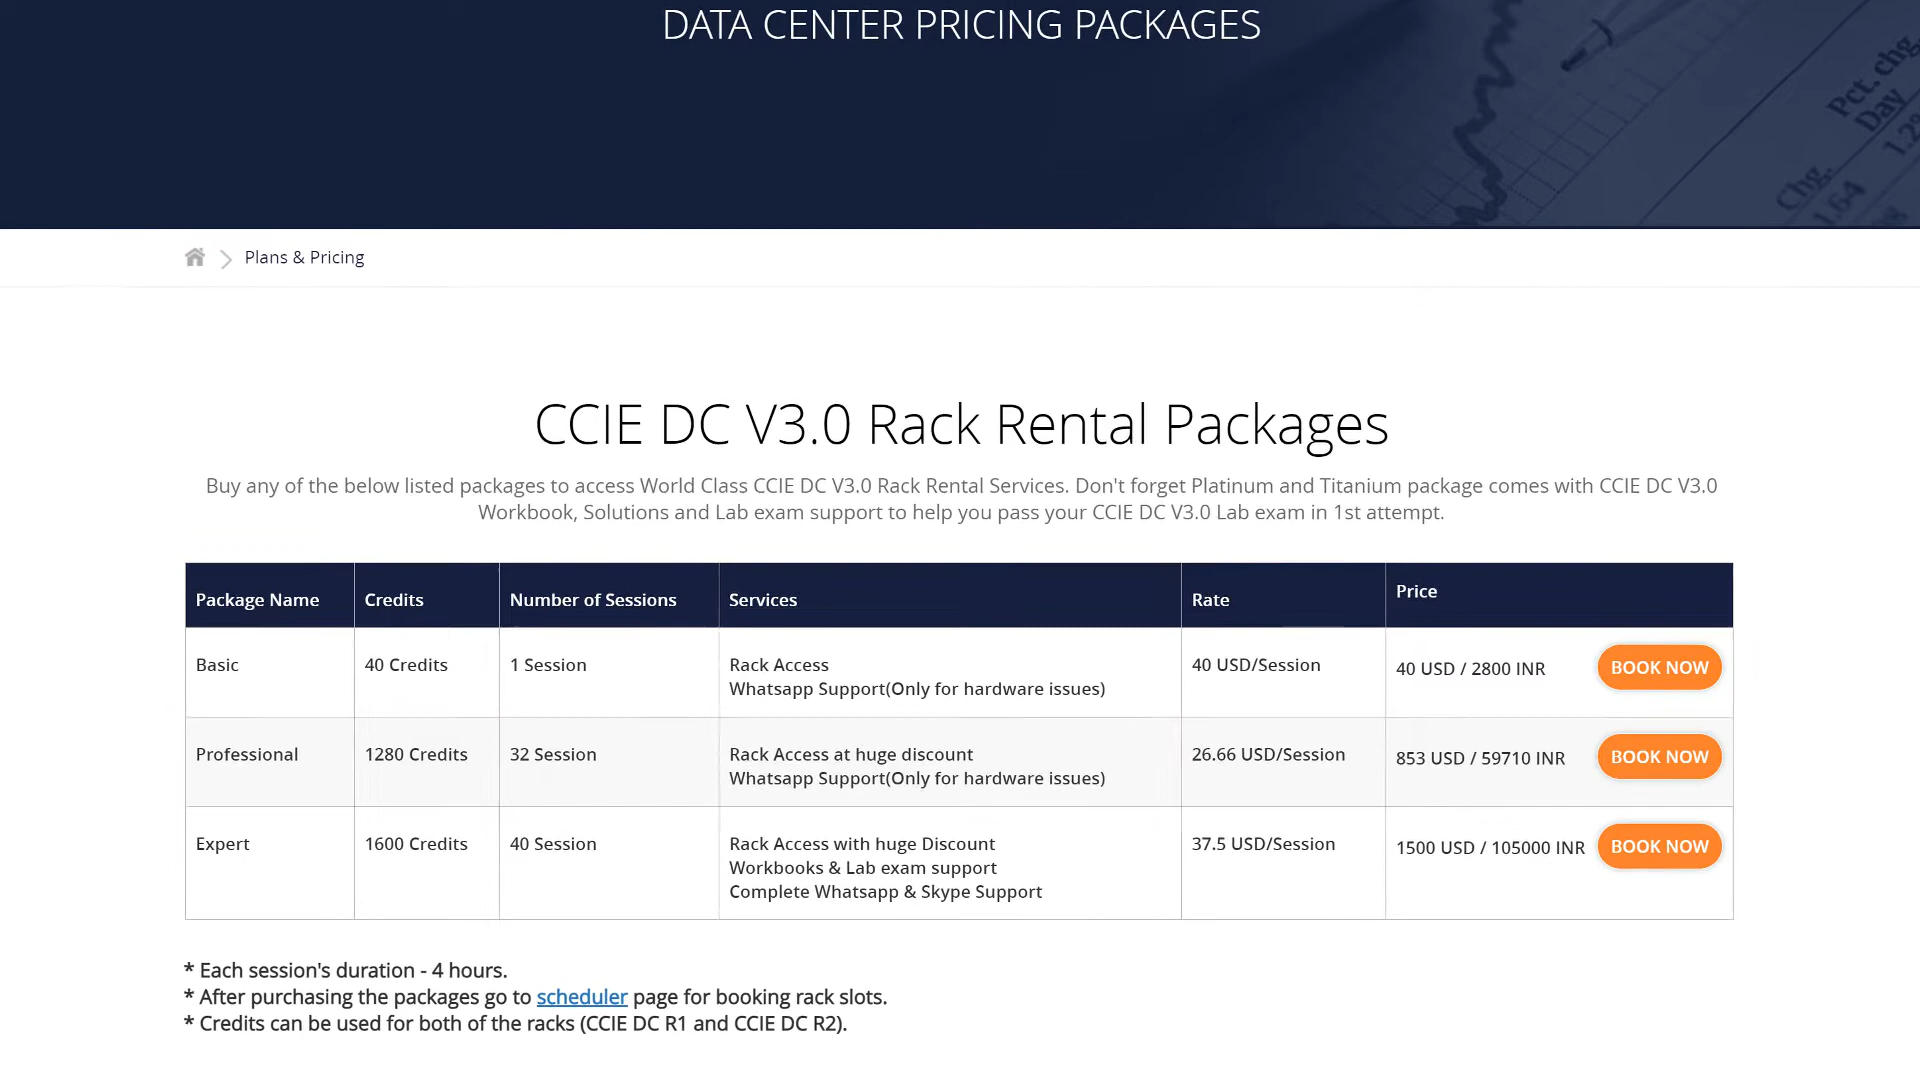 DATA CENTER PRICING PACKAGES
Pct. chg.
Day
1.2
Chg.
1.64
Plans & Pricing
CCIE DC V3.0 Rack Rental Packages
Buy any of the below listed packages to access World Class CCIE DC V3.0 Rack Rental Services. Don't forget Platinum and Titanium package comes with CCIE DC V3.0
Workbook, Solutions and Lab exam support to help you pass your CCIE DC V3.0 Lab exam in 1st attempt.
Package Name Credits Number of Sessions Services Rate Price
Basic 40 Credits 1 Session Rack Access 40 USD/Session 40 USD / 2800 INR BOOK NOW
Whatsapp Support(Only for hardware issues)
Professional 1280 Credits 32 Session Rack Access at huge discount 26.66 USD/Session 853 USD / 59710 INR BOOK NOW
Whatsapp Support(Only for hardware issues)
Expert 1600 Credits 40 Session Rack Access with huge Discount 37.5 USD/Session 1500 USD / 105000 INR BOOK NOW
Workbooks & Lab exam support
Complete Whatsapp & Skype Support
* Each session's duration - 4 hours.
* After purchasing the packages go to scheduler page for booking rack slots.
* Credits can be used for both of the racks (CCIE DC R1 and CCIE DC R2).